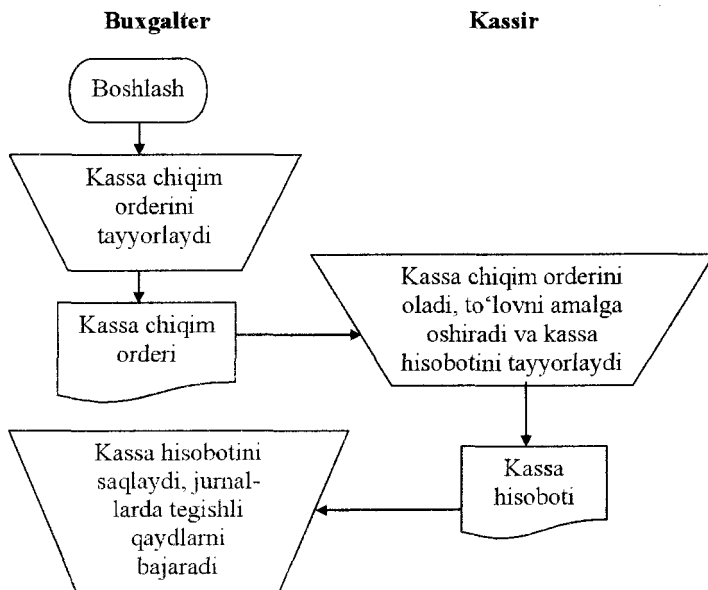 Buxgalter
Kassir
Boshlash
Kassa chiqim
orderini
tayyorlaydi
Kassa chiqim
orderi
Kassa chiqim orderini
oladi, to‘lovni amalga
oshiradi va kassa
hisobotini tayyorlaydi
Kassa
hisoboti
Kassa hisobotini
saqlaydi, jurnal-
larda tegishli
qaydlarni
bajaradi